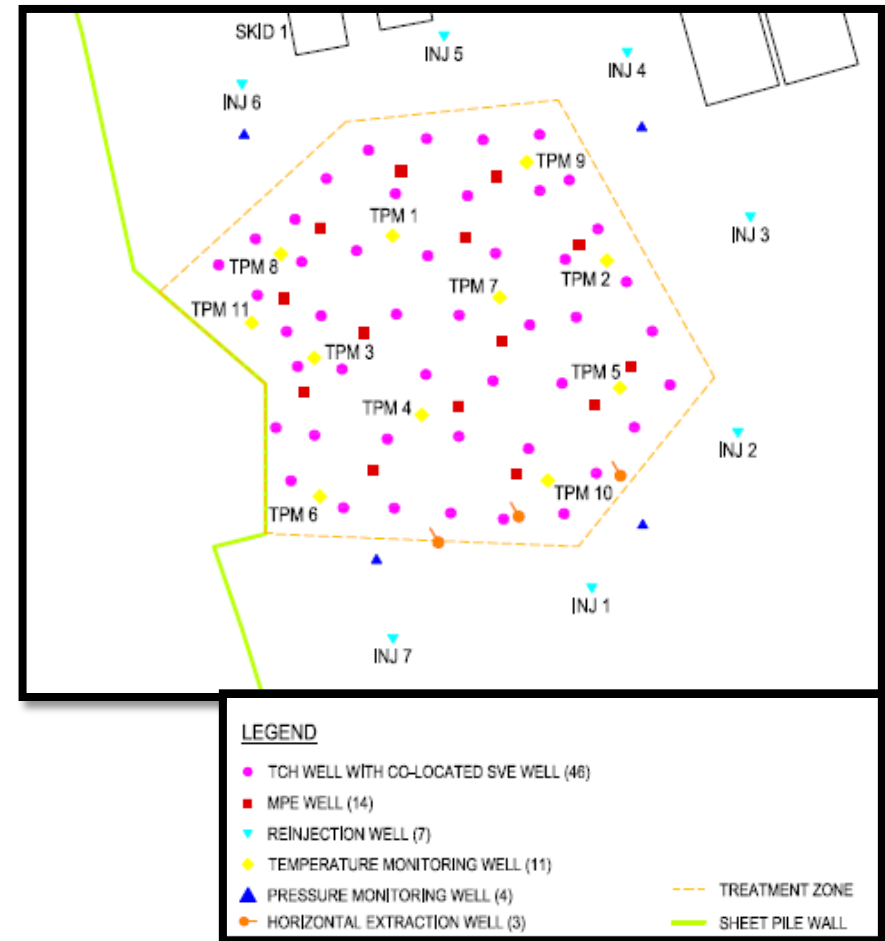 SKID 1
INJ 5
INJ 4
INJ 6
TPM 9
TPM 1
INJ 3
TPM 8
TPM 2
TPM 7
TPM 11
TPM 3
TPM 5
TPM 4
INJ 2
TPM 10
TPM 6
INJ 1
INJ 7
LEGEND
TCH WELL WITH CO-LOCATED SVE WELL (46)
MPE WELL (14)
REINJECTION WELL (7)
TEMPERATURE MONITORING WELL (11)
PRESSURE MONITORING WELL (4)
TREATMENT ZONE
HORIZONTAL EXTRACTION WELL (3)
SHEET PILE WALL